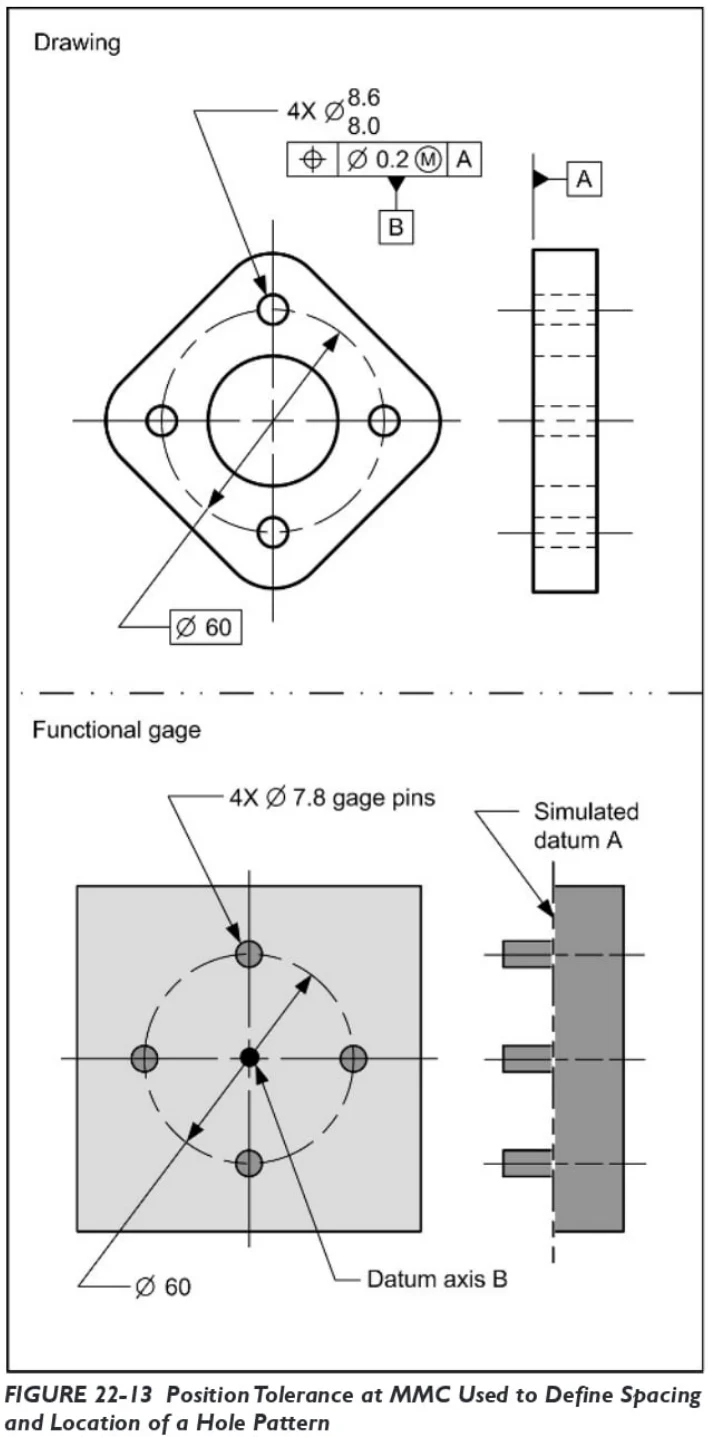 Drawing
4X ⌀ 8.6
8.0
⌖ ⌀ 0.2 Ⓜ A
B
A
⌀ 60
Functional gage
4X ⌀ 7.8 gage pins
Simulated
datum A
⌀ 60
Datum axis B
FIGURE 22-13 Position Tolerance at MMC Used to Define Spacing
and Location of a Hole Pattern